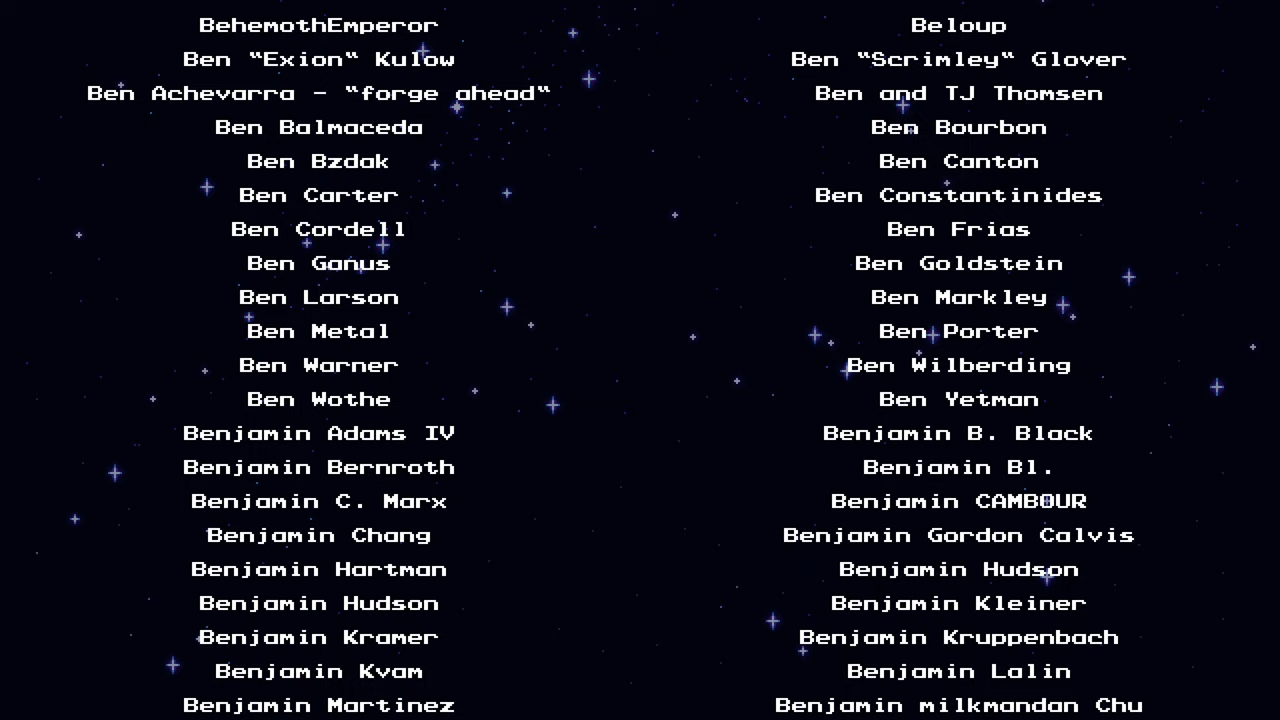 BehemothEmperor
Beloup
Ben "Exion" Kulow
Ben "Scrimley" Glover
Ben Achevarra - "forge ahead"
Ben and TJ Thomsen
Ben Balmaceda
Ben Bourbon
Ben Bzdak
Ben Canton
Ben Carter
Ben Constantinides
Ben Cordell
Ben Frias
Ben Ganus
Ben Goldstein
Ben Larson
Ben Markley
Ben Metal
Ben Porter
Ben Warner
Ben Wilberding
Ben Wothe
Ben Yetman
Benjamin Adams IV
Benjamin B. Black
Benjamin Bernroth
Benjamin Bl.
Benjamin C. Marx
Benjamin CAMBOUR
Benjamin Chang
Benjamin Gordon Calvis
Benjamin Hartman
Benjamin Hudson
Benjamin Hudson
Benjamin Kleiner
Benjamin Kramer
Benjamin Kruppenbach
Benjamin Kvam
Benjamin Lalin
Benjamin Martinez
Benjamin milkmandan Chu